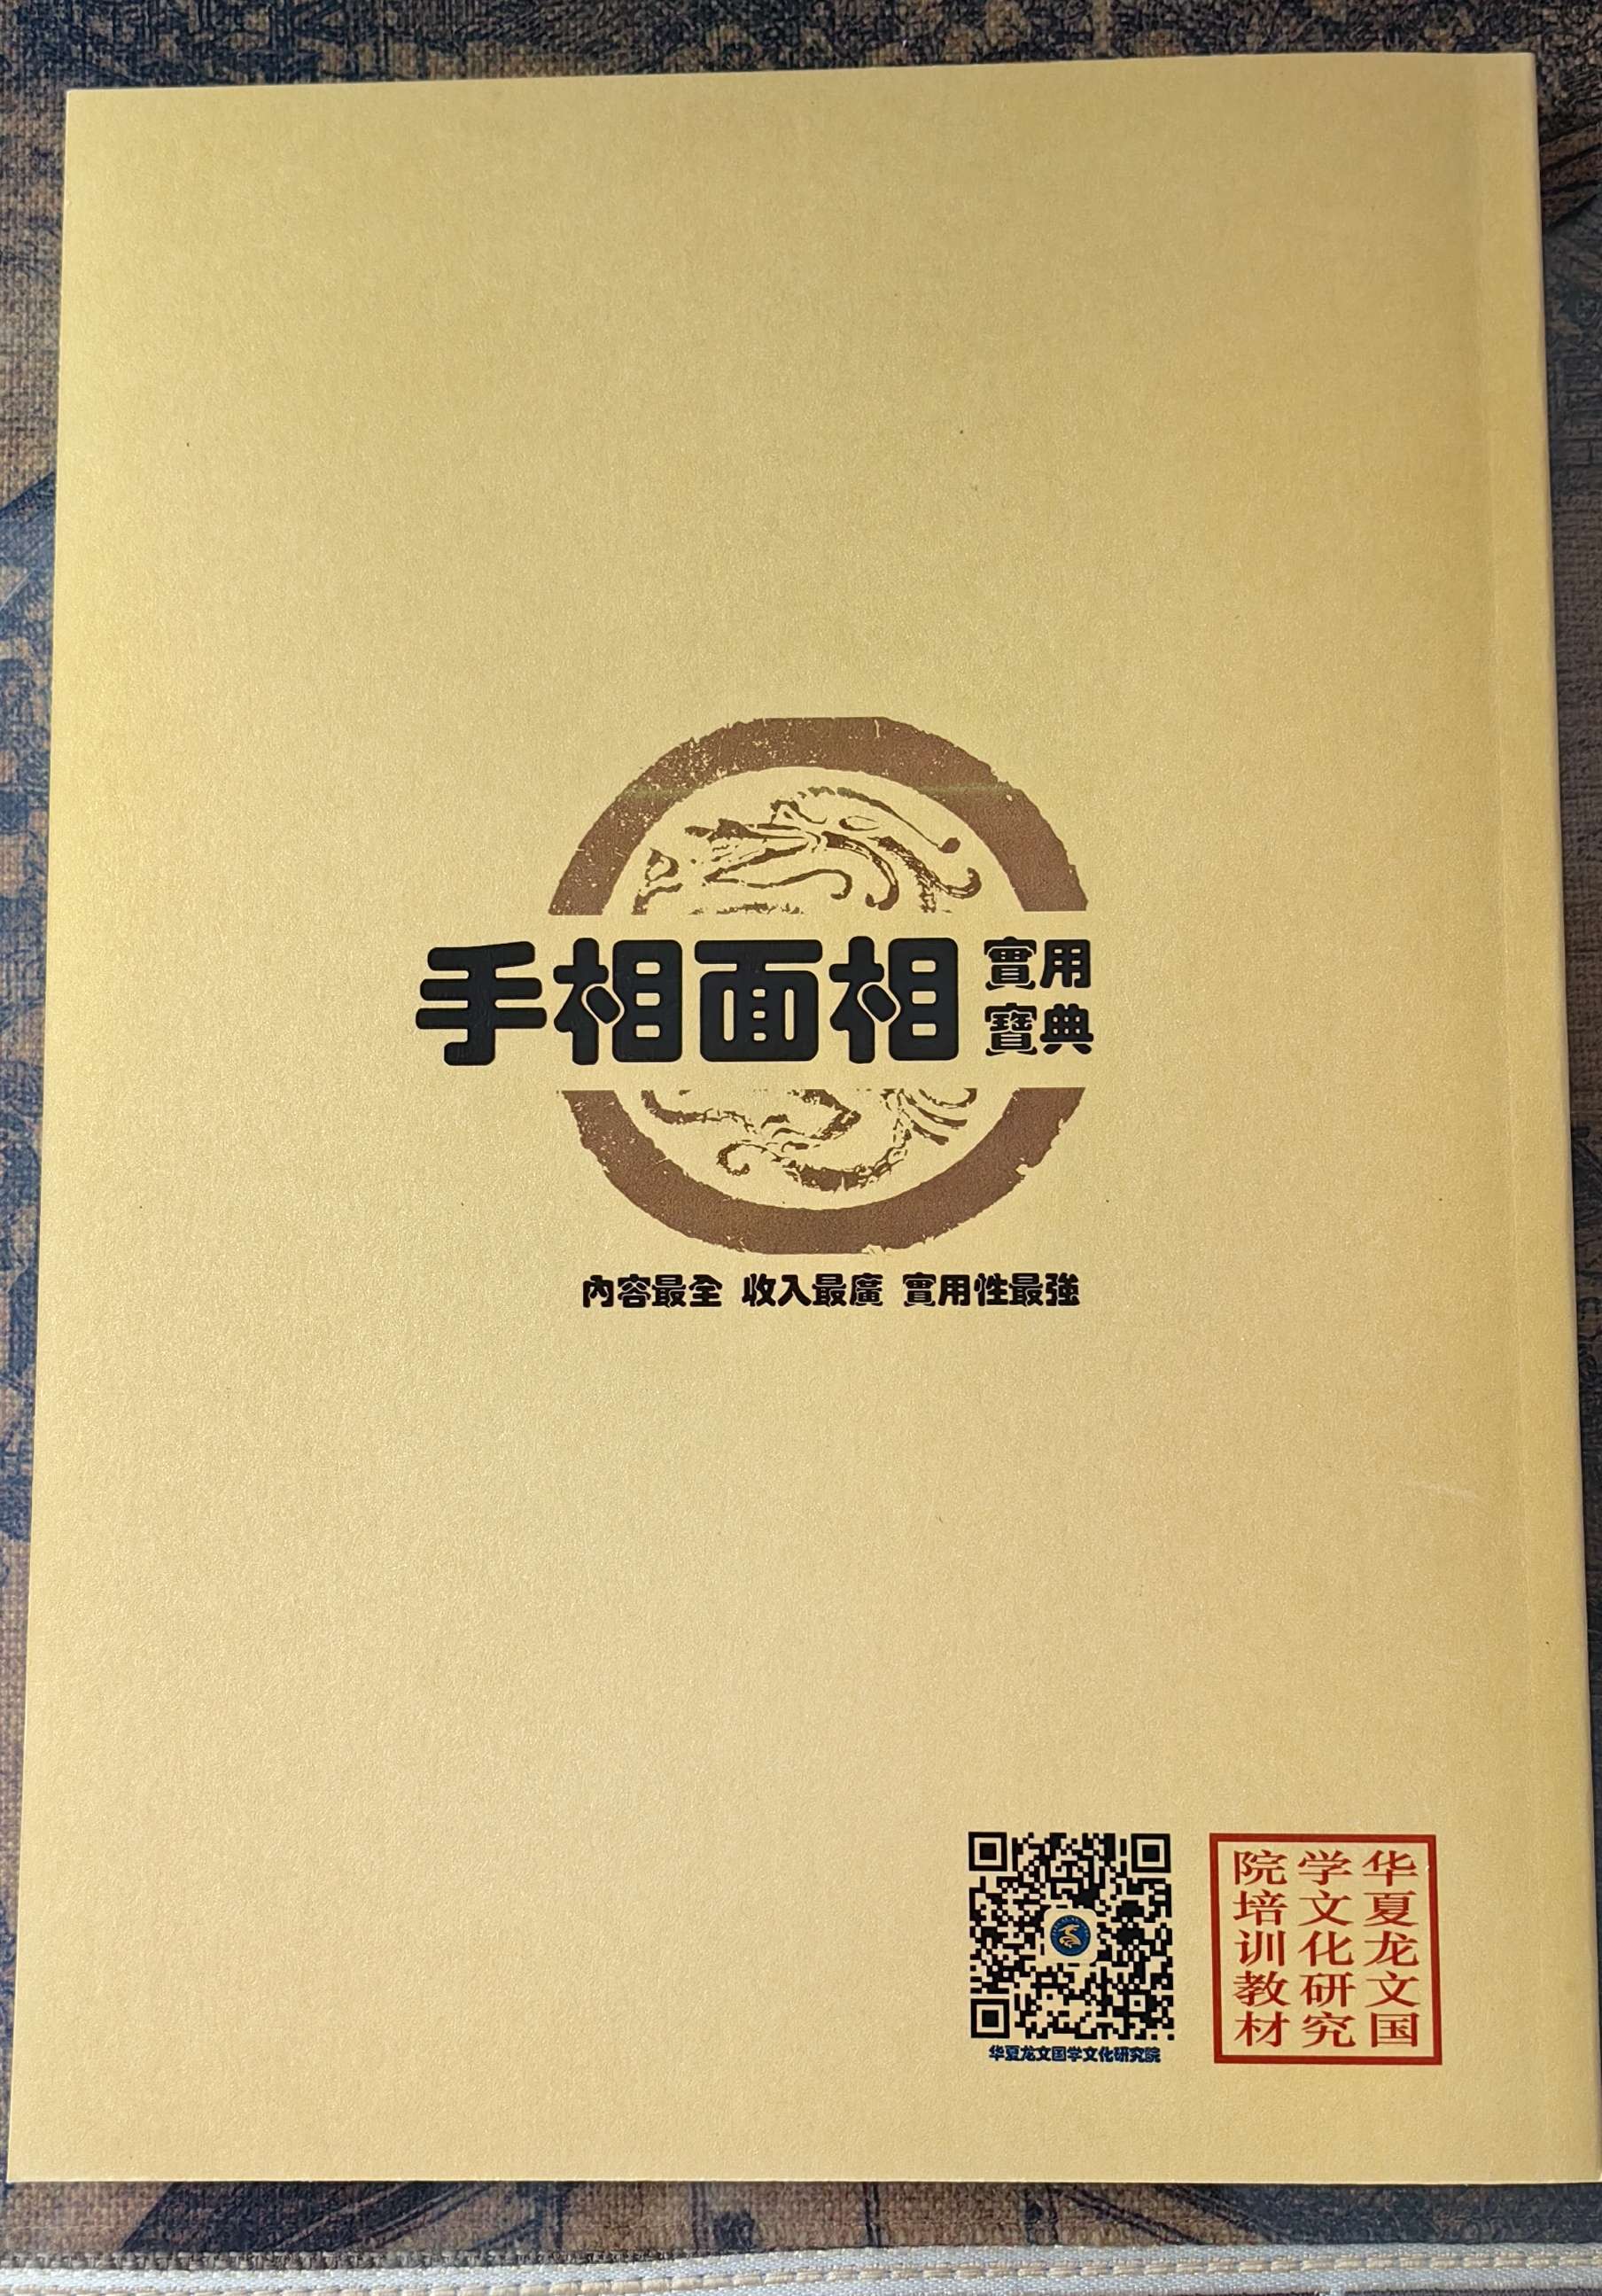 手相面相 實用
寶典
內容最全 收入最廣 實用性最強
华夏龙文国学文化研究院
华夏龙文国
学文化研究
院培训教材